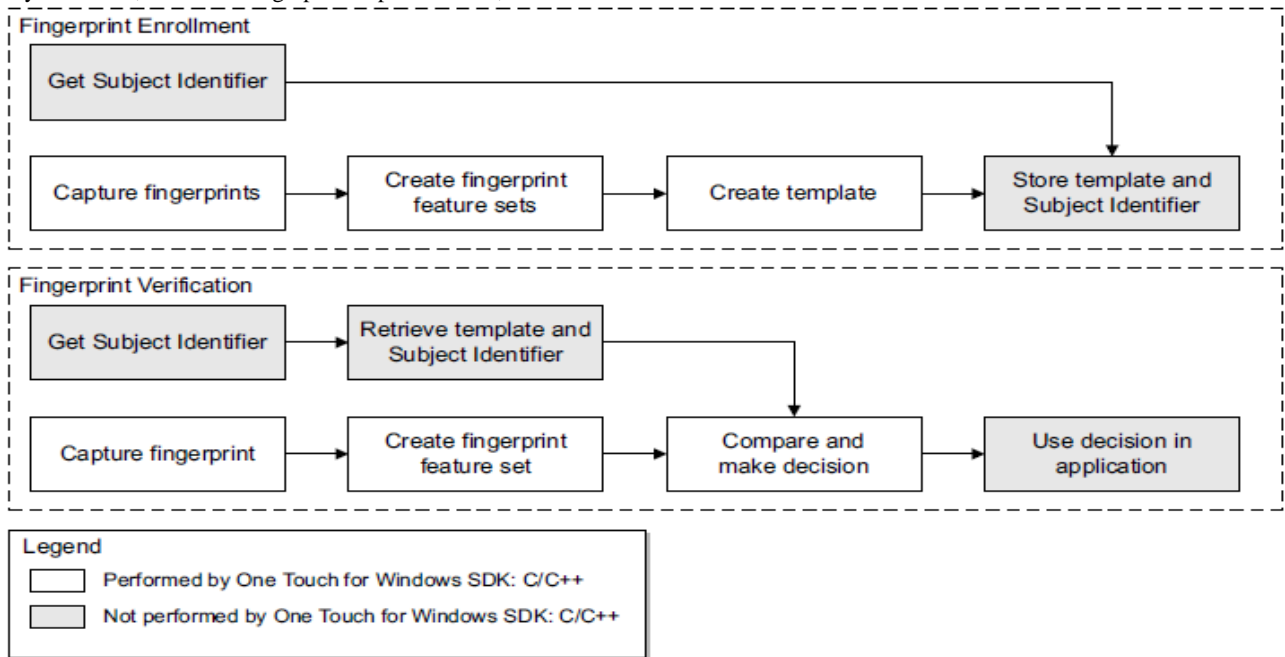 Fingerprint Enrollment
Get Subject Identifier
Capture fingerprints
Create fingerprint
feature sets
Create template
Store template and
Subject Identifier
Fingerprint Verification
Get Subject Identifier
Retrieve template and
Subject Identifier
Capture fingerprint
Create fingerprint
feature set
Compare and
make decision
Use decision in
application
Legend
Performed by One Touch for Windows SDK: C/C++
Not performed by One Touch for Windows SDK: C/C++